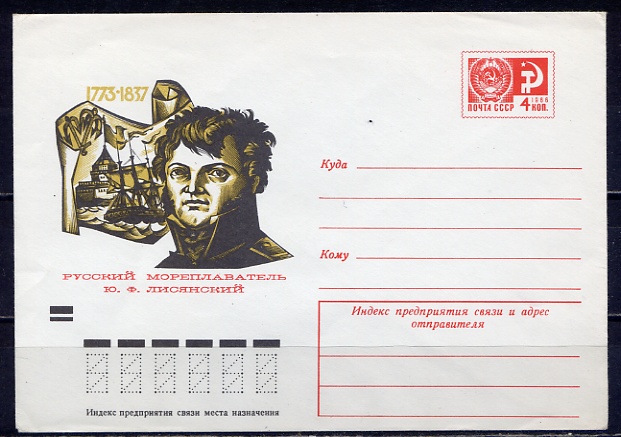 1773-1837
1966
ПОЧТА СССР 4 КОП.
Куда
Кому
РУССКИЙ МОРЕПЛАВАТЕЛЬ
Ю. Ф. ЛИСЯНСКИЙ
Индекс предприятия связи и адрес
отправителя
Индекс предприятия связи места назначения